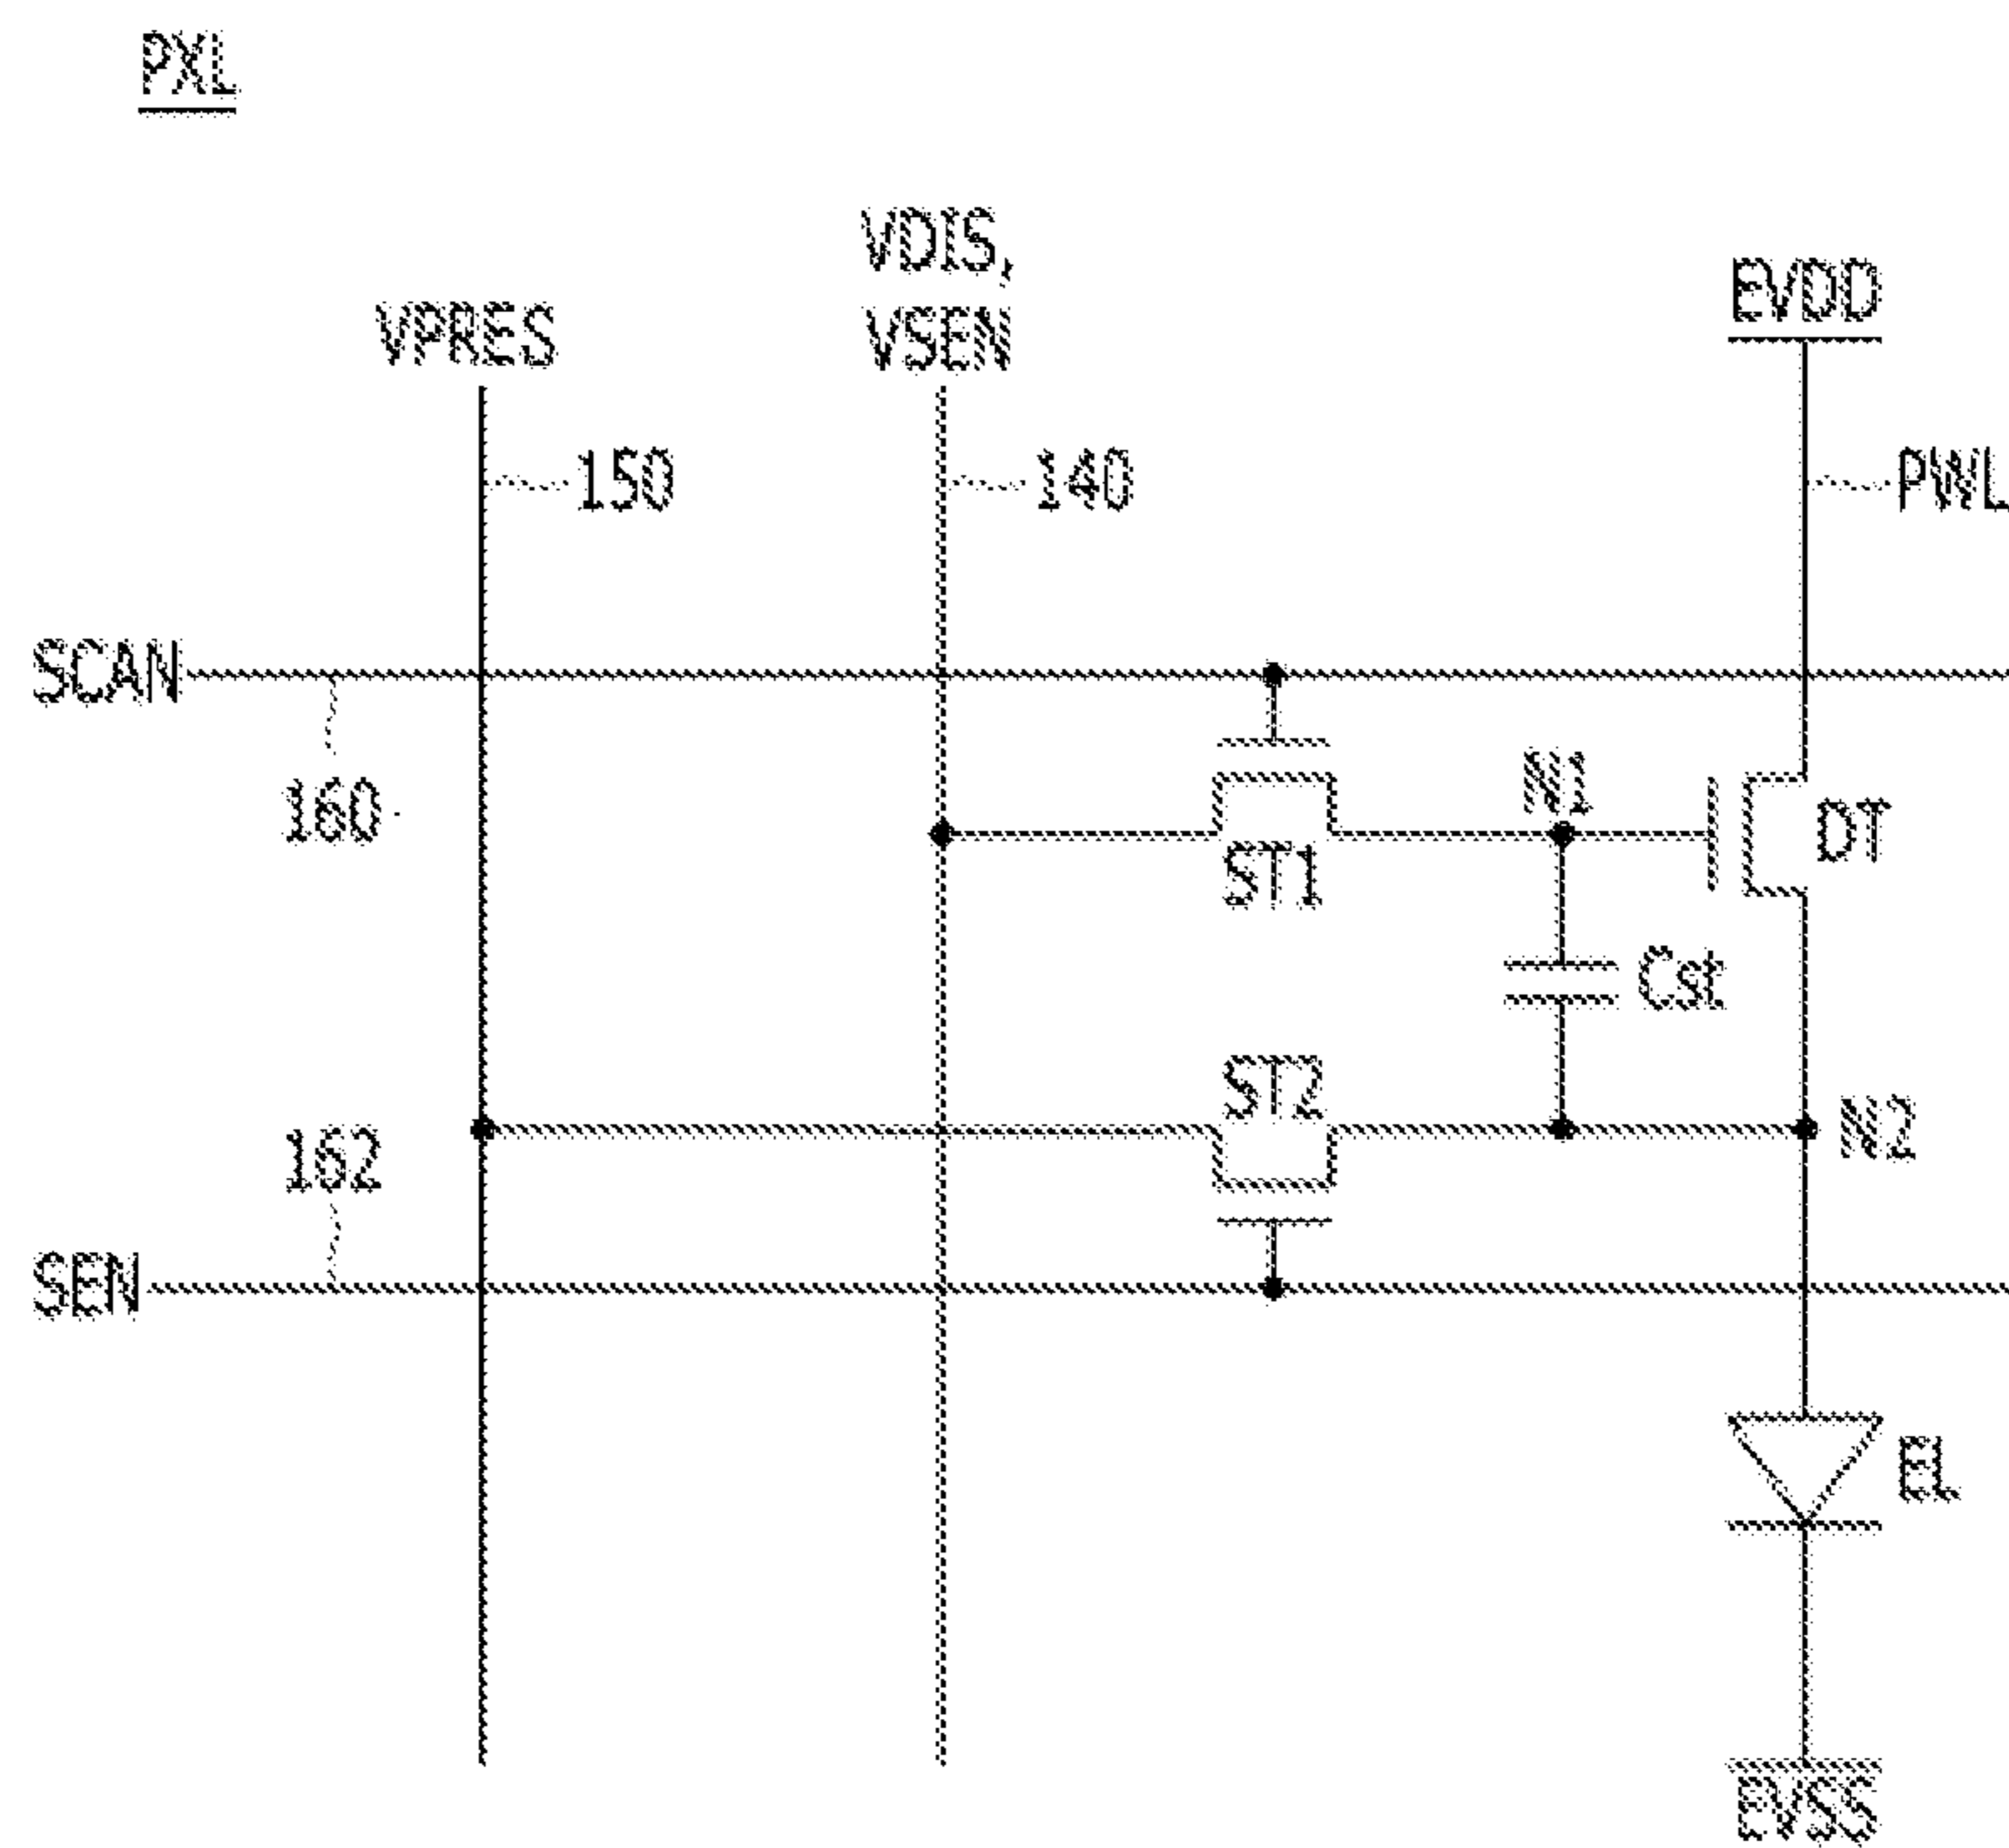 PXL
VDIS,
VPRES
VSEN
EVDD
150
140
PWL
SCAN
160
N1
DT
ST1
Cst
ST2
162
N2
SEN
EL
EVSS